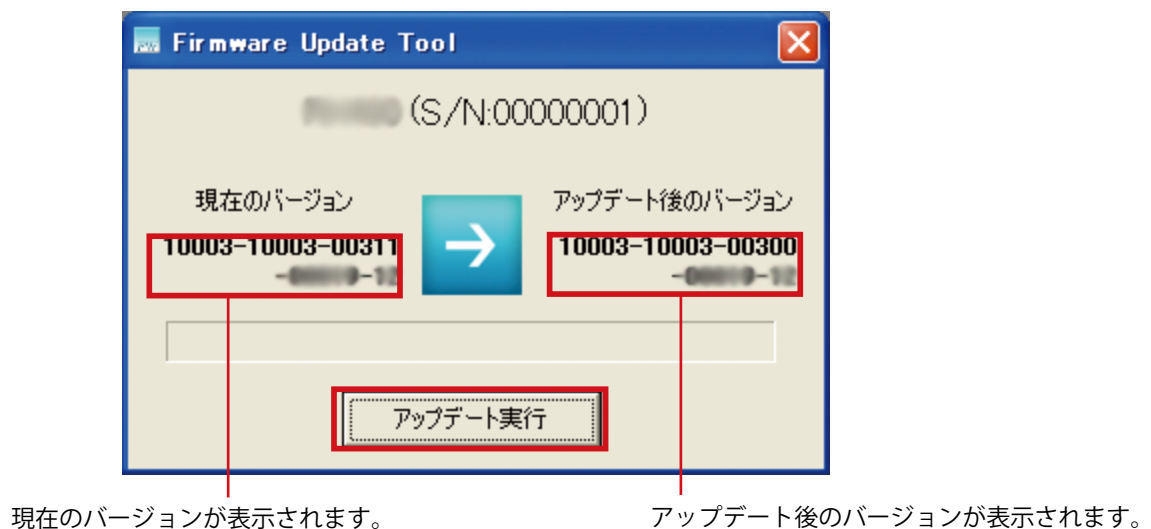 Firmware Update Tool
(S/N:00000001)
現在のバージョン
アップデート後のバージョン
10003-10003-00311
10003-10003-00300
アップデート実行
現在のバージョンが表示されます。
アップデート後のバージョンが表示されます。